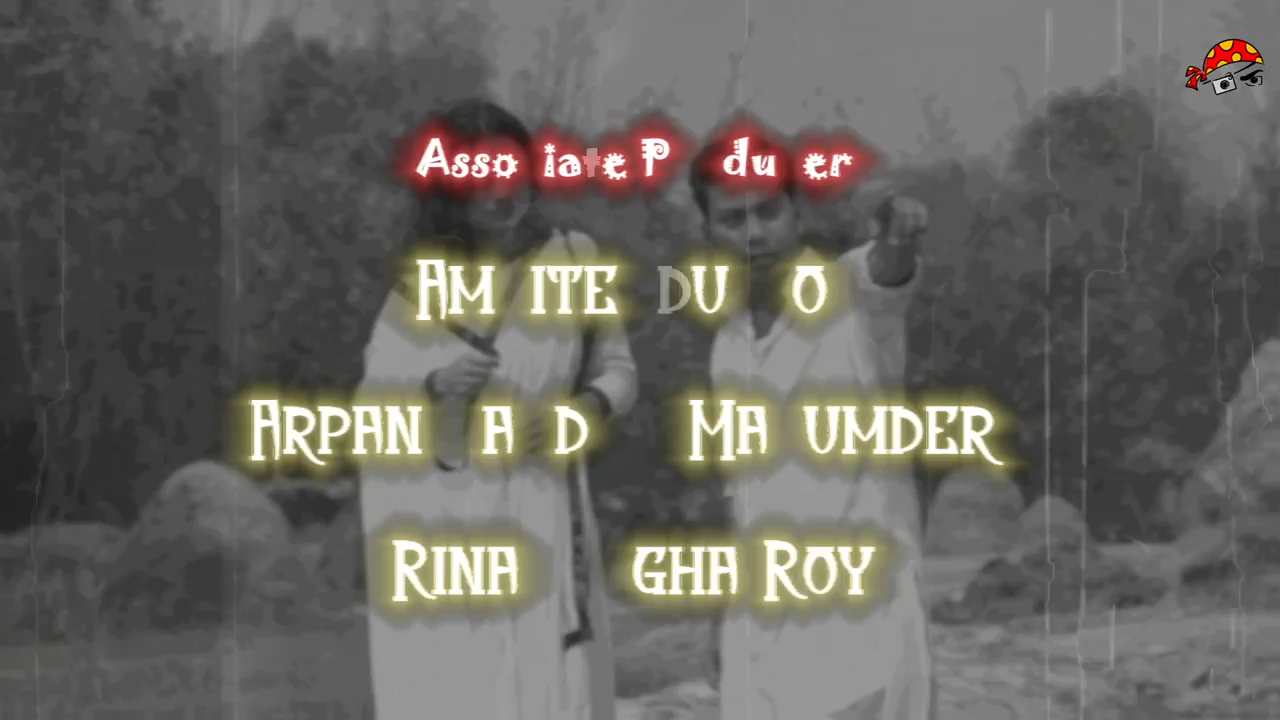 Asso iate P du er
AM ITE DU O
ARPAN A D MA UMDER
RINA GHA ROY